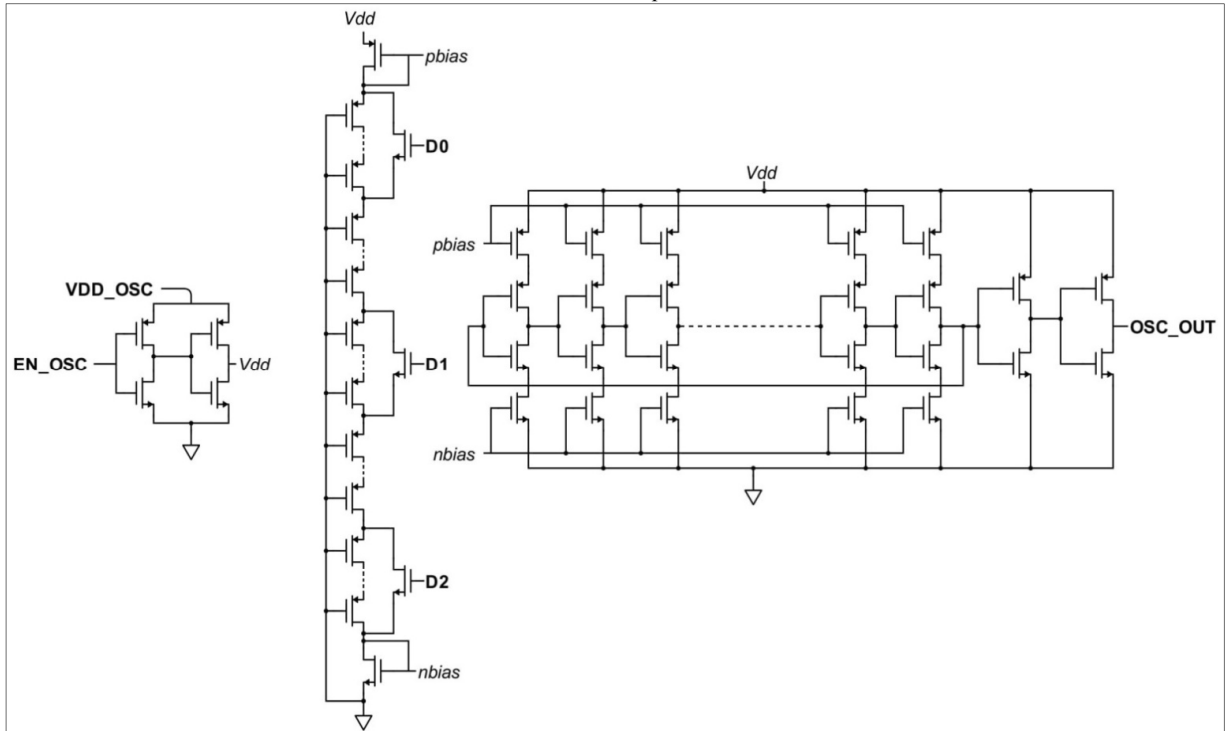 Vdd
pbias
D0
Vdd
pbias
VDD_OSC
EN_OSC
Vdd
D1
OSC_OUT
nbias
D2
nbias